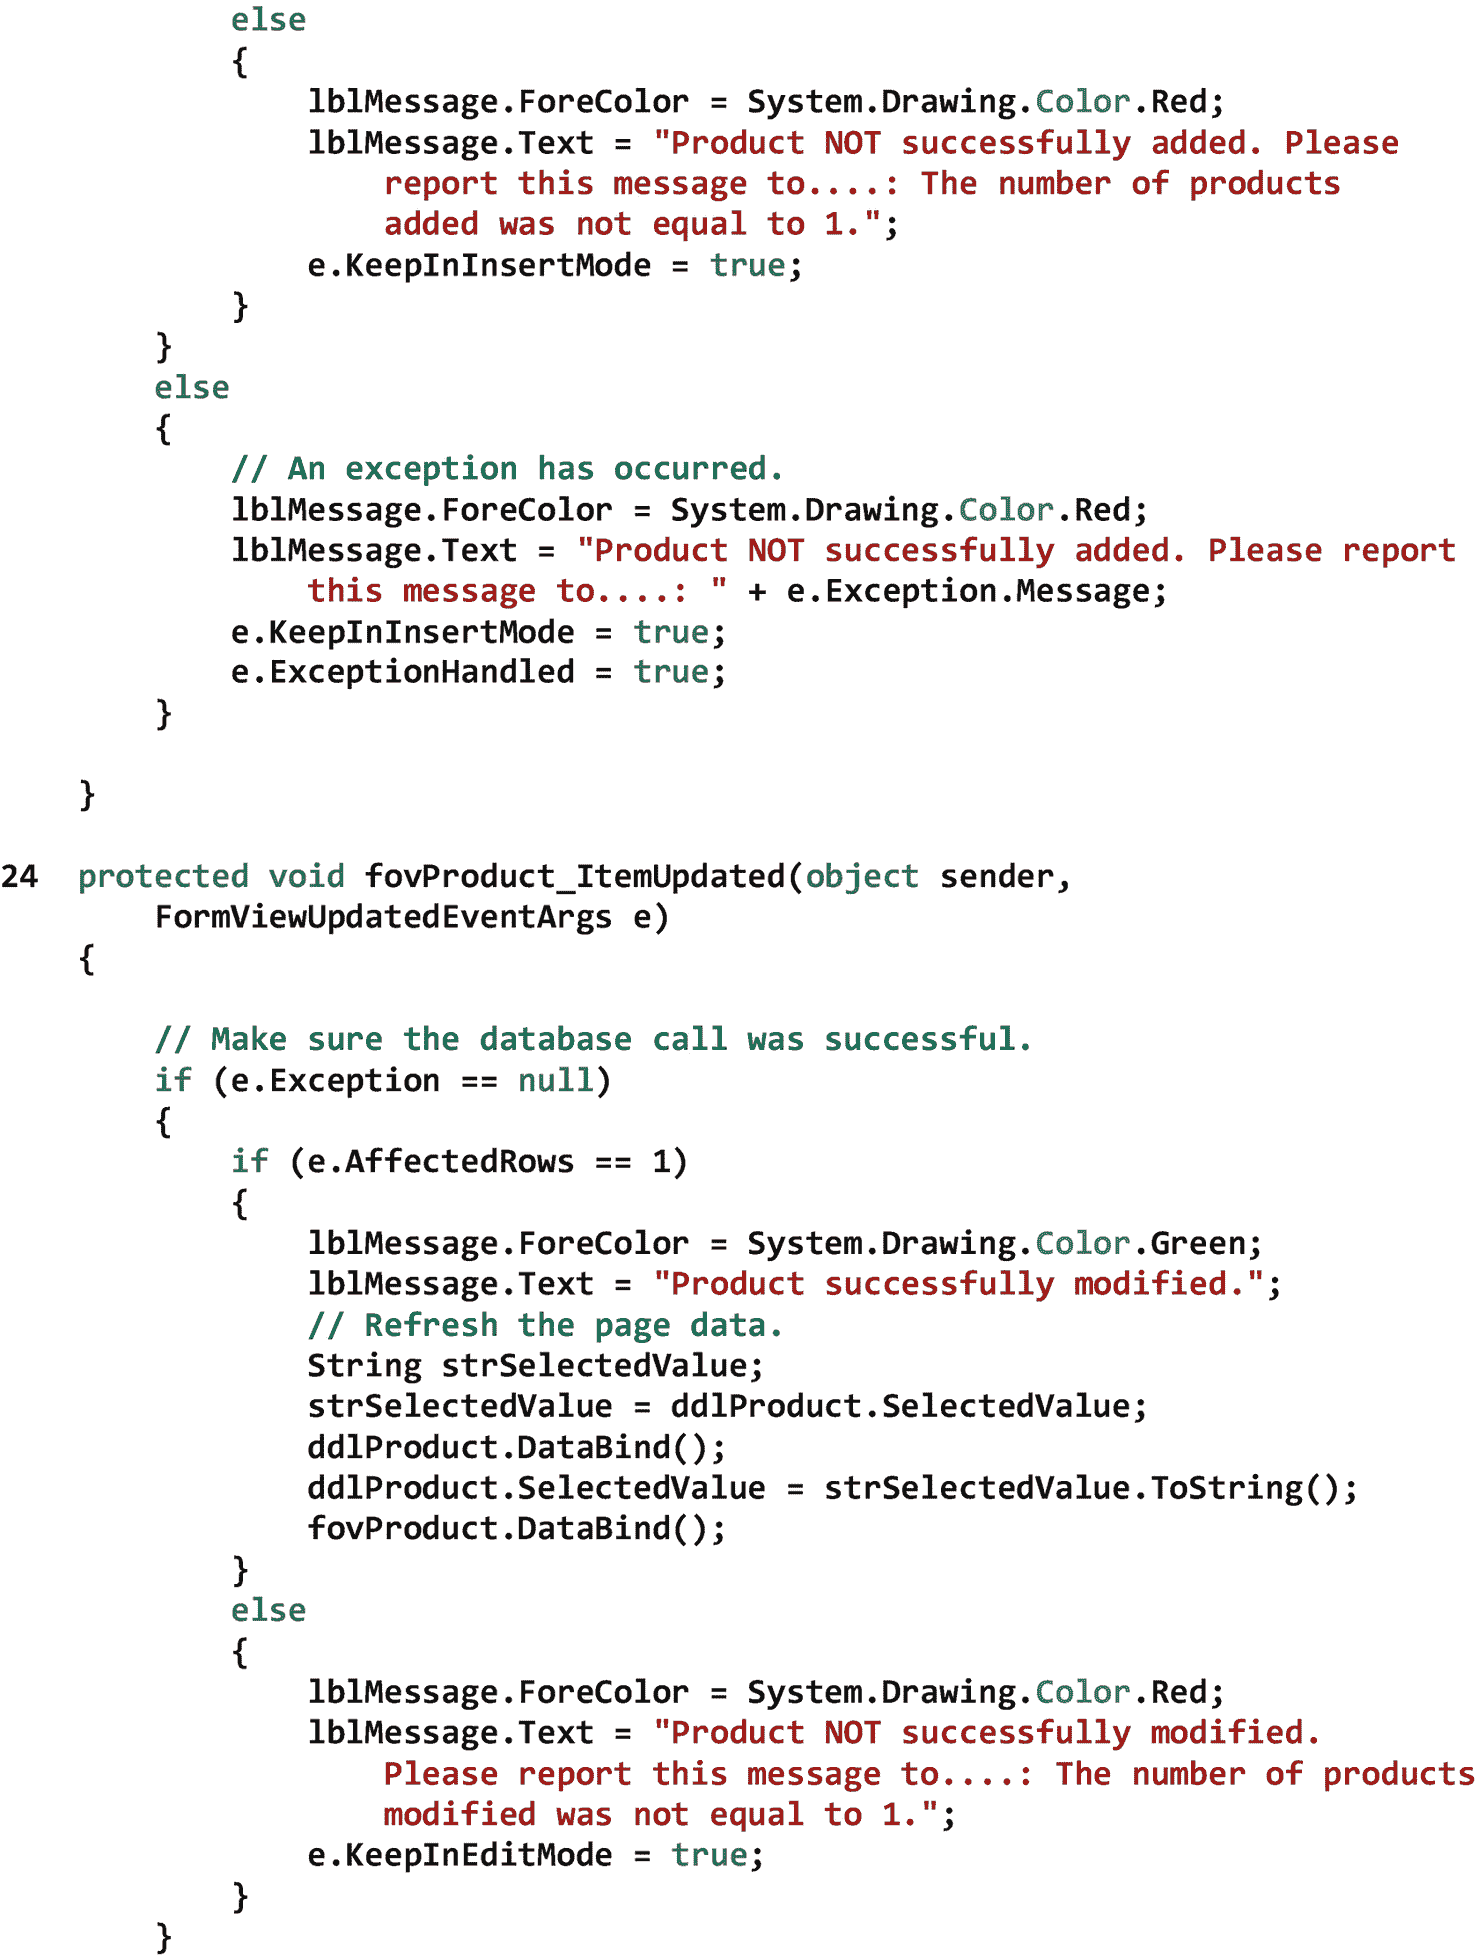 else
{
lblMessage.ForeColor = System.Drawing.Color.Red;
lblMessage.Text = "Product NOT successfully added. Please
report this message to....: The number of products
added was not equal to 1.";
e.KeepInInsertMode = true;
}
}
else
{
// An exception has occurred.
lblMessage.ForeColor = System.Drawing.Color.Red;
lblMessage.Text = "Product NOT successfully added. Please report
this message to....: " + e.Exception.Message;
e.KeepInInsertMode = true;
e.ExceptionHandled = true;
}
}
24 protected void fovProduct_ItemUpdated(object sender,
FormViewUpdatedEventArgs e)
{
// Make sure the database call was successful.
if (e.Exception == null)
{
if (e.AffectedRows == 1)
{
lblMessage.ForeColor = System.Drawing.Color.Green;
lblMessage.Text = "Product successfully modified.";
// Refresh the page data.
String strSelectedValue;
strSelectedValue = ddlProduct.SelectedValue;
ddlProduct.DataBind();
ddlProduct.SelectedValue = strSelectedValue.ToString();
fovProduct.DataBind();
}
else
{
lblMessage.ForeColor = System.Drawing.Color.Red;
lblMessage.Text = "Product NOT successfully modified.
Please report this message to....: The number of products
modified was not equal to 1.";
e.KeepInEditMode = true;
}
}